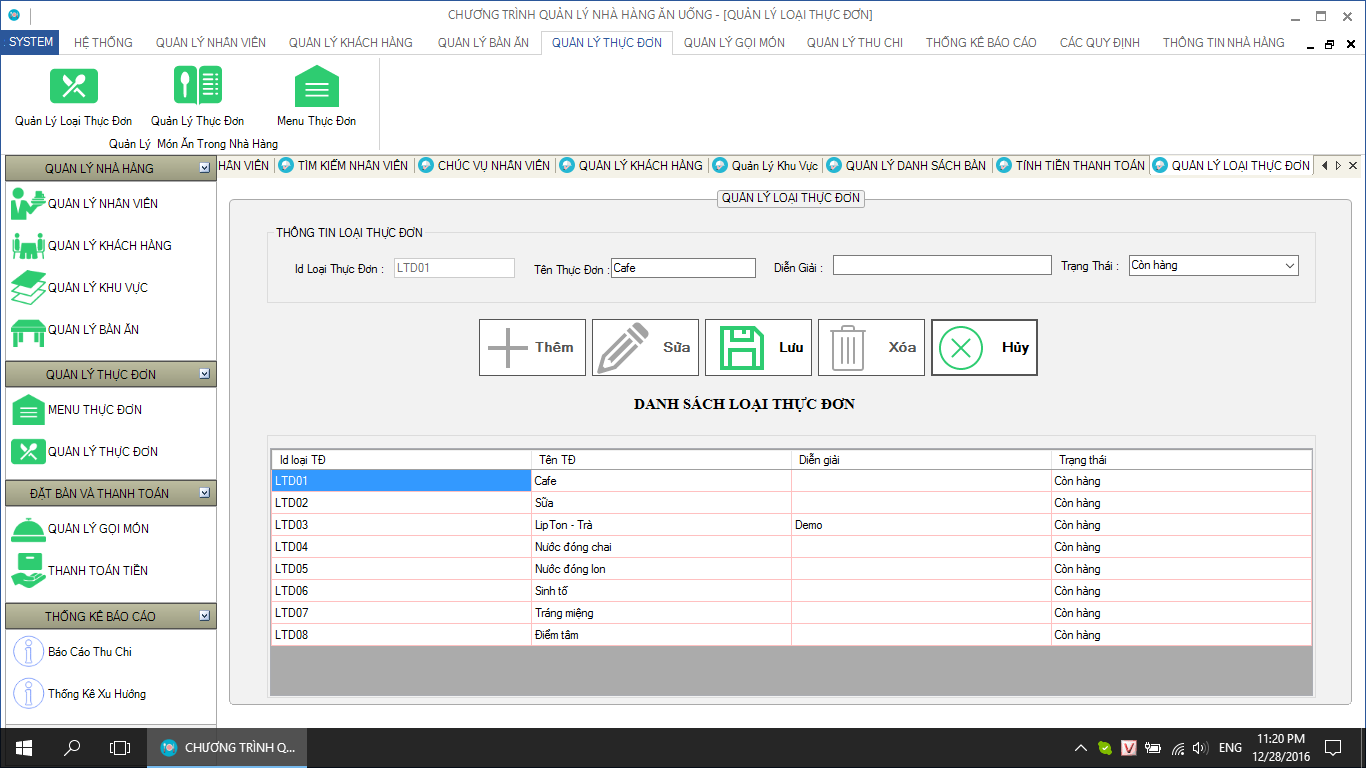 CHƯƠNG TRÌNH QUẢN LÝ NHÀ HÀNG ĂN UỐNG - [QUẢN LÝ LOẠI THỰC ĐƠN]
SYSTEM HỆ THỐNG QUẢN LÝ NHÂN VIÊN QUẢN LÝ KHÁCH HÀNG QUẢN LÝ BÀN ĂN QUẢN LÝ THỰC ĐƠN QUẢN LÝ GỌI MÓN QUẢN LÝ THU CHI THỐNG KÊ BÁO CÁO CÁC QUY ĐỊNH THÔNG TIN NHÀ HÀNG
Quản Lý Loại Thực Đơn Quản Lý Thực Đơn Menu Thực Đơn
Quản Lý Món Ăn Trong Nhà Hàng
HÂN VIÊN TÌM KIẾM NHÂN VIÊN CHỨC VỤ NHÂN VIÊN QUẢN LÝ KHÁCH HÀNG Quản Lý Khu Vực QUẢN LÝ DANH SÁCH BÀN TÍNH TIỀN THANH TOÁN QUẢN LÝ LOẠI THỰC ĐƠN
QUẢN LÝ NHÀ HÀNG
QUẢN LÝ NHÂN VIÊN
QUẢN LÝ KHÁCH HÀNG
QUẢN LÝ KHU VỰC
QUẢN LÝ BÀN ĂN
QUẢN LÝ THỰC ĐƠN
MENU THỰC ĐƠN
QUẢN LÝ THỰC ĐƠN
ĐẶT BÀN VÀ THANH TOÁN
QUẢN LÝ GỌI MÓN
THANH TOÁN TIỀN
THỐNG KÊ BÁO CÁO
Báo Cáo Thu Chi
Thống Kê Xu Hướng
QUẢN LÝ LOẠI THỰC ĐƠN
THÔNG TIN LOẠI THỰC ĐƠN
Id Loại Thực Đơn : LTD01 Tên Thực Đơn : Cafe Diễn Giải : Trạng Thái : Còn hàng
Thêm Sửa Lưu Xóa Hủy
DANH SÁCH LOẠI THỰC ĐƠN
Id loại TĐ Tên TĐ Diễn giải Trạng thái
LTD01 Cafe Còn hàng
LTD02 Sữa Còn hàng
LTD03 LipTon - Trà Demo Còn hàng
LTD04 Nước đóng chai Còn hàng
LTD05 Nước đóng lon Còn hàng
LTD06 Sinh tố Còn hàng
LTD07 Tráng miệng Còn hàng
LTD08 Điểm tâm Còn hàng
CHƯƠNG TRÌNH Q...
ENG
11:20 PM
12/28/2016